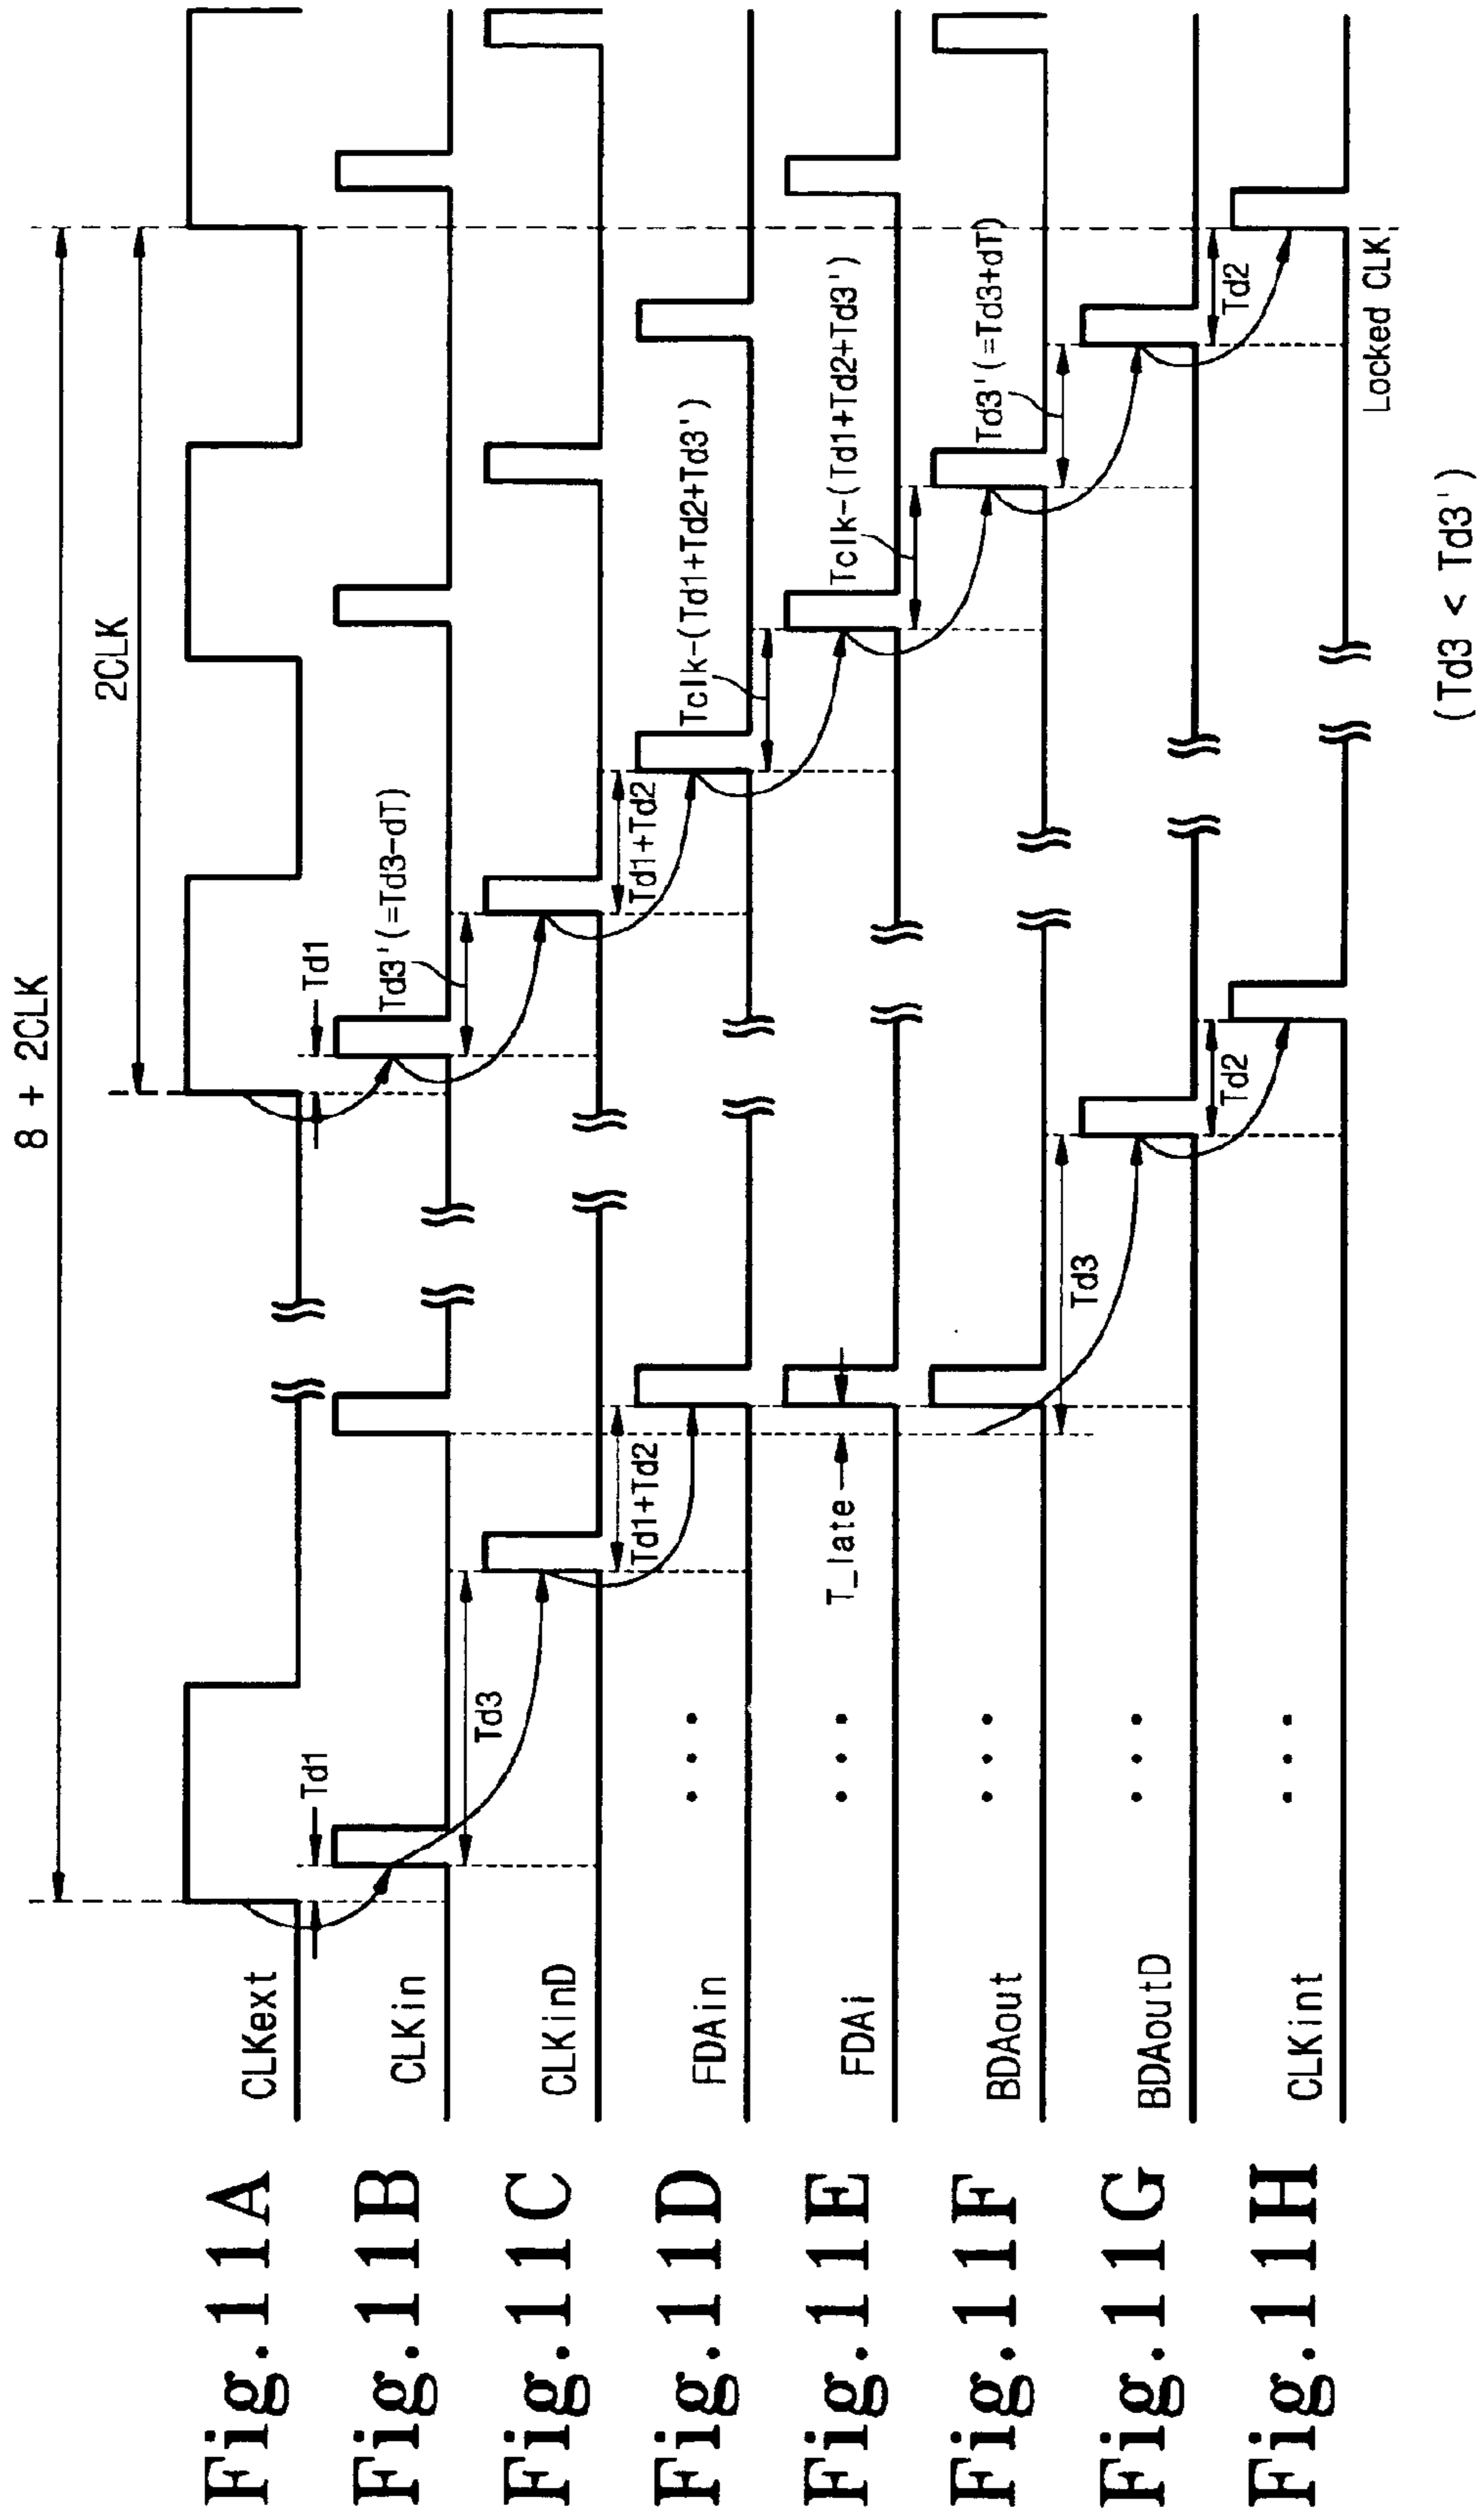 8 + 2CLK
2CLK
Fig.11A
CLKext
Td1
Td1
Fig.11B
CLKin
Td3
Td3'(=Td3-dT)
Fig.11C
CLKinD
Td1+Td2
Td1+Td2
Fig.11D
FDAin
Tclk-(Td1+Td2+Td3')
Fig.11E
FDAi
T_late
Tclk-(Td1+Td2+Td3')
Fig.11F
BDAout
Td3
Td3'(=Td3+dT)
Fig.11G
BDAoutD
Td2
Td2
Fig.11H
CLKint
Locked CLK
(Td3 < Td3')